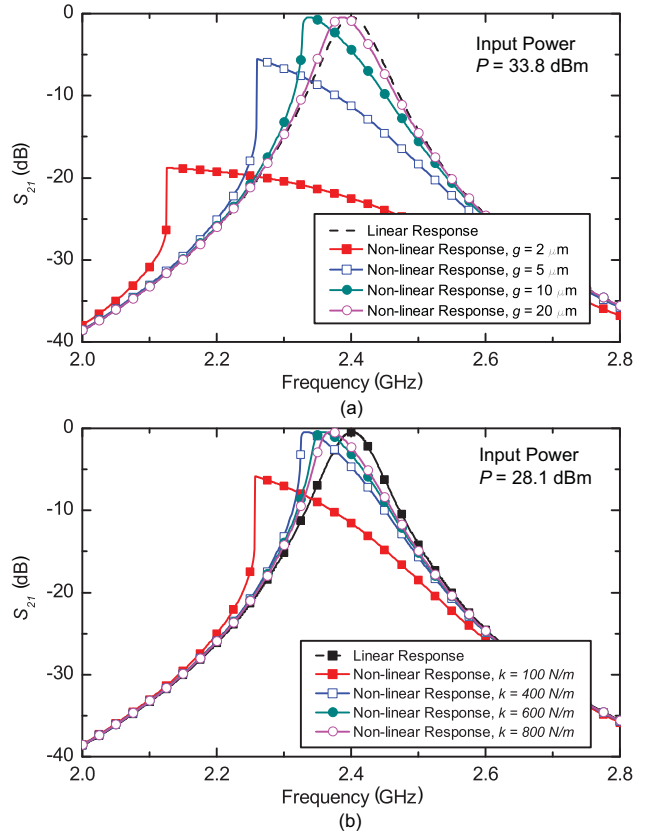 0
Input Power
P = 33.8 dBm
-10
-20
S21 (dB)
-30
Linear Response
Non-linear Response, g = 2 μm
Non-linear Response, g = 5 μm
Non-linear Response, g = 10 μm
Non-linear Response, g = 20 μm
-40
2.0 2.2 2.4 2.6 2.8
Frequency (GHz)
(a)
0
Input Power
P = 28.1 dBm
-10
-20
S21 (dB)
-30
Linear Response
Non-linear Response, k = 100 N/m
Non-linear Response, k = 400 N/m
Non-linear Response, k = 600 N/m
Non-linear Response, k = 800 N/m
-40
2.0 2.2 2.4 2.6 2.8
Frequency (GHz)
(b)